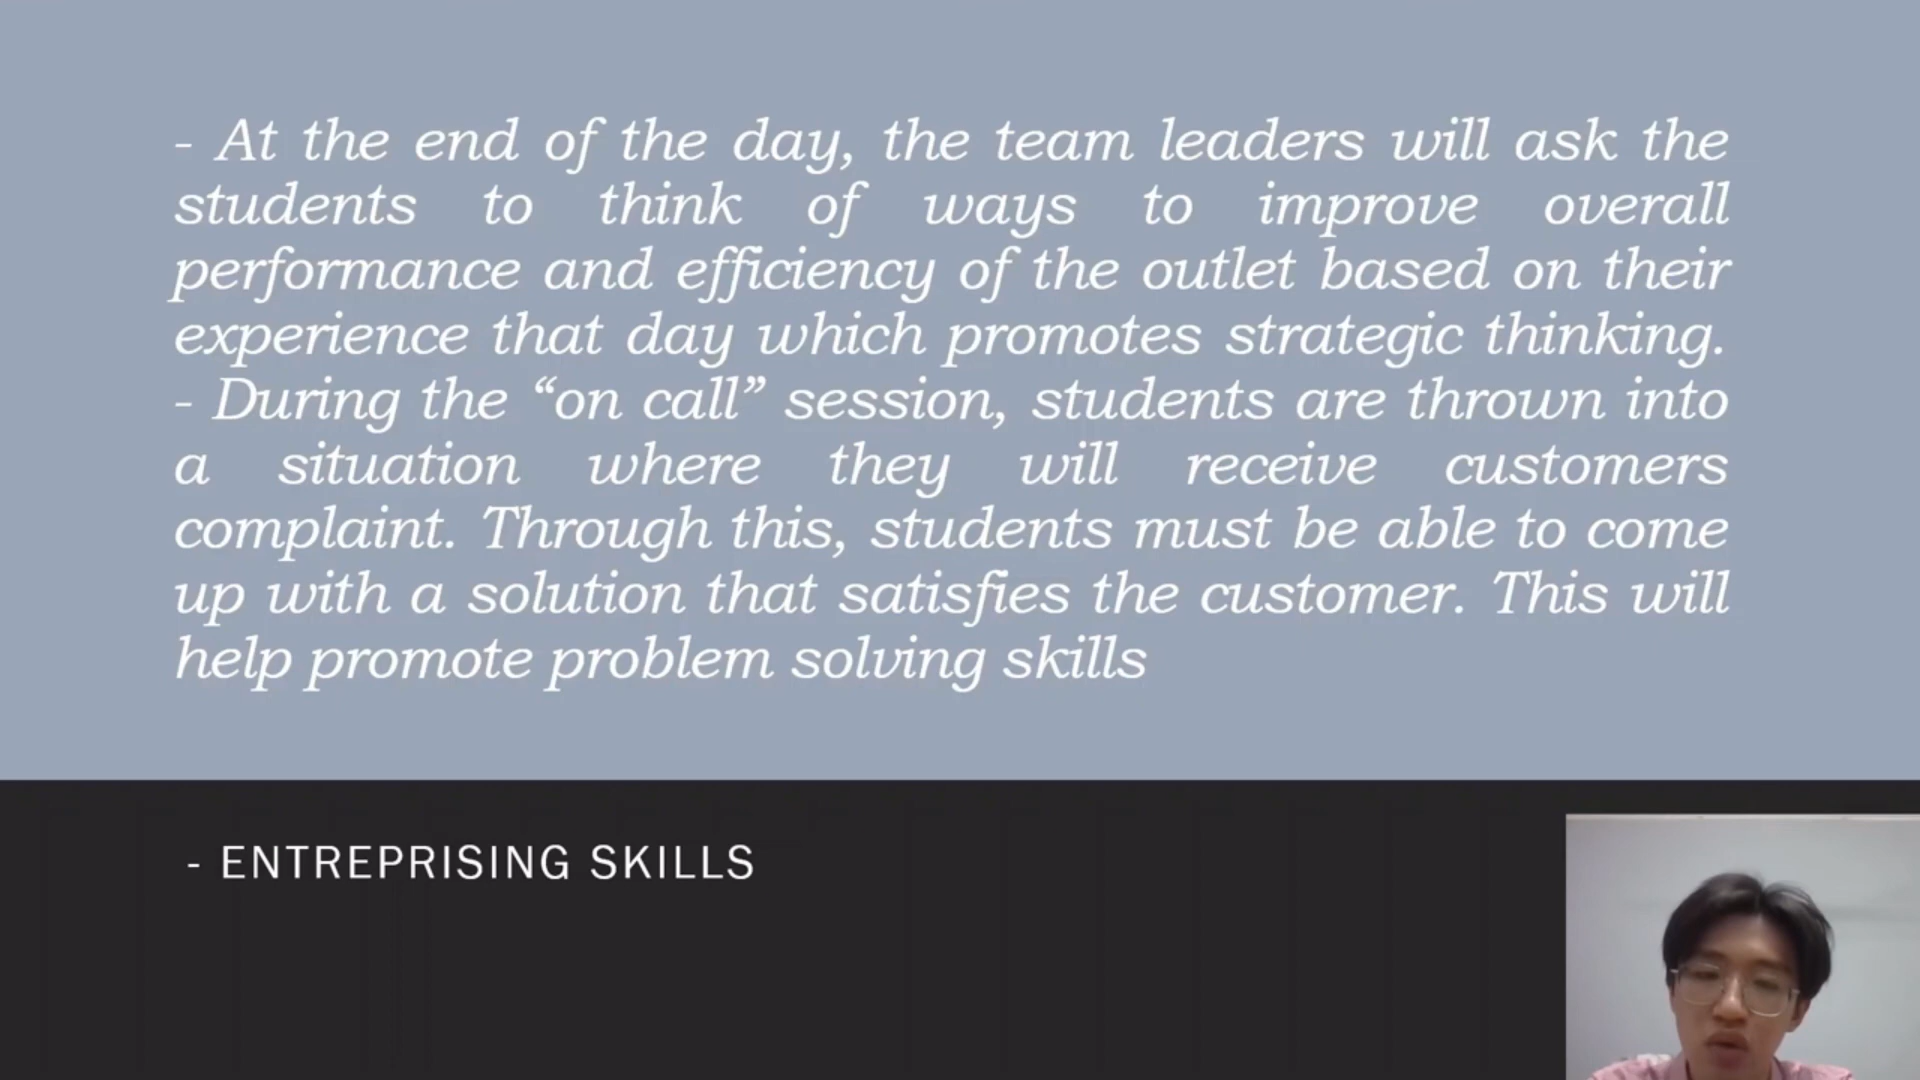 - At the end of the day, the team leaders will ask the
students to think of ways to improve overall
performance and efficiency of the outlet based on their
experience that day which promotes strategic thinking.
- During the “on call” session, students are thrown into
a situation where they will receive customers
complaint. Through this, students must be able to come
up with a solution that satisfies the customer. This will
help promote problem solving skills
- ENTREPRISING SKILLS